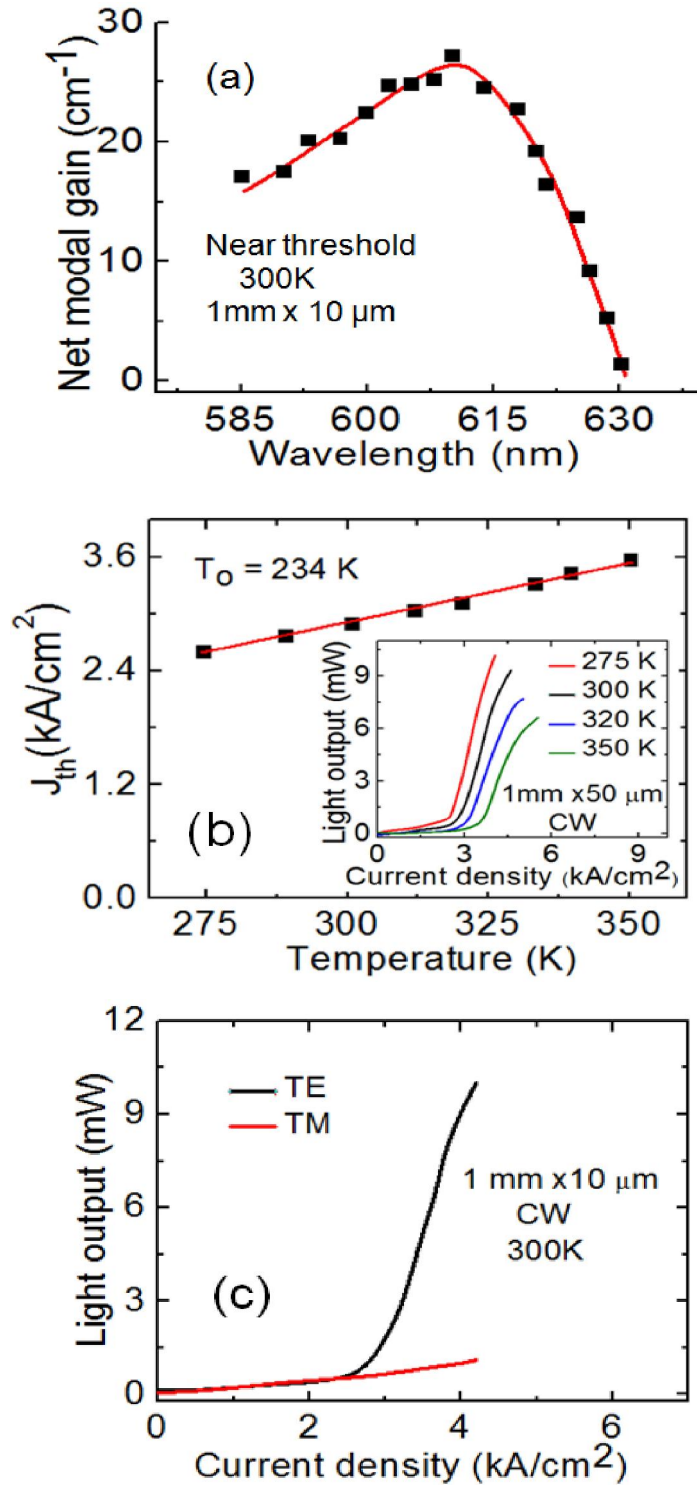 30
20
10
0
Net modal gain (cm⁻¹)
(a)
Near threshold
300K
1mm x 10 µm
585 600 615 630
Wavelength (nm)
3.6
2.4
1.2
0.0
J_th(kA/cm²)
T_o = 234 K
(b)
9
6
3
0
Light output (mW)
275 K
300 K
320 K
350 K
1mm x50 µm
CW
0 3 6 9
Current density (kA/cm²)
275 300 325 350
Temperature (K)
12
9
6
3
0
Light output (mW)
TE
TM
1 mm x10 µm
CW
300K
(c)
0 2 4 6
Current density (kA/cm²)